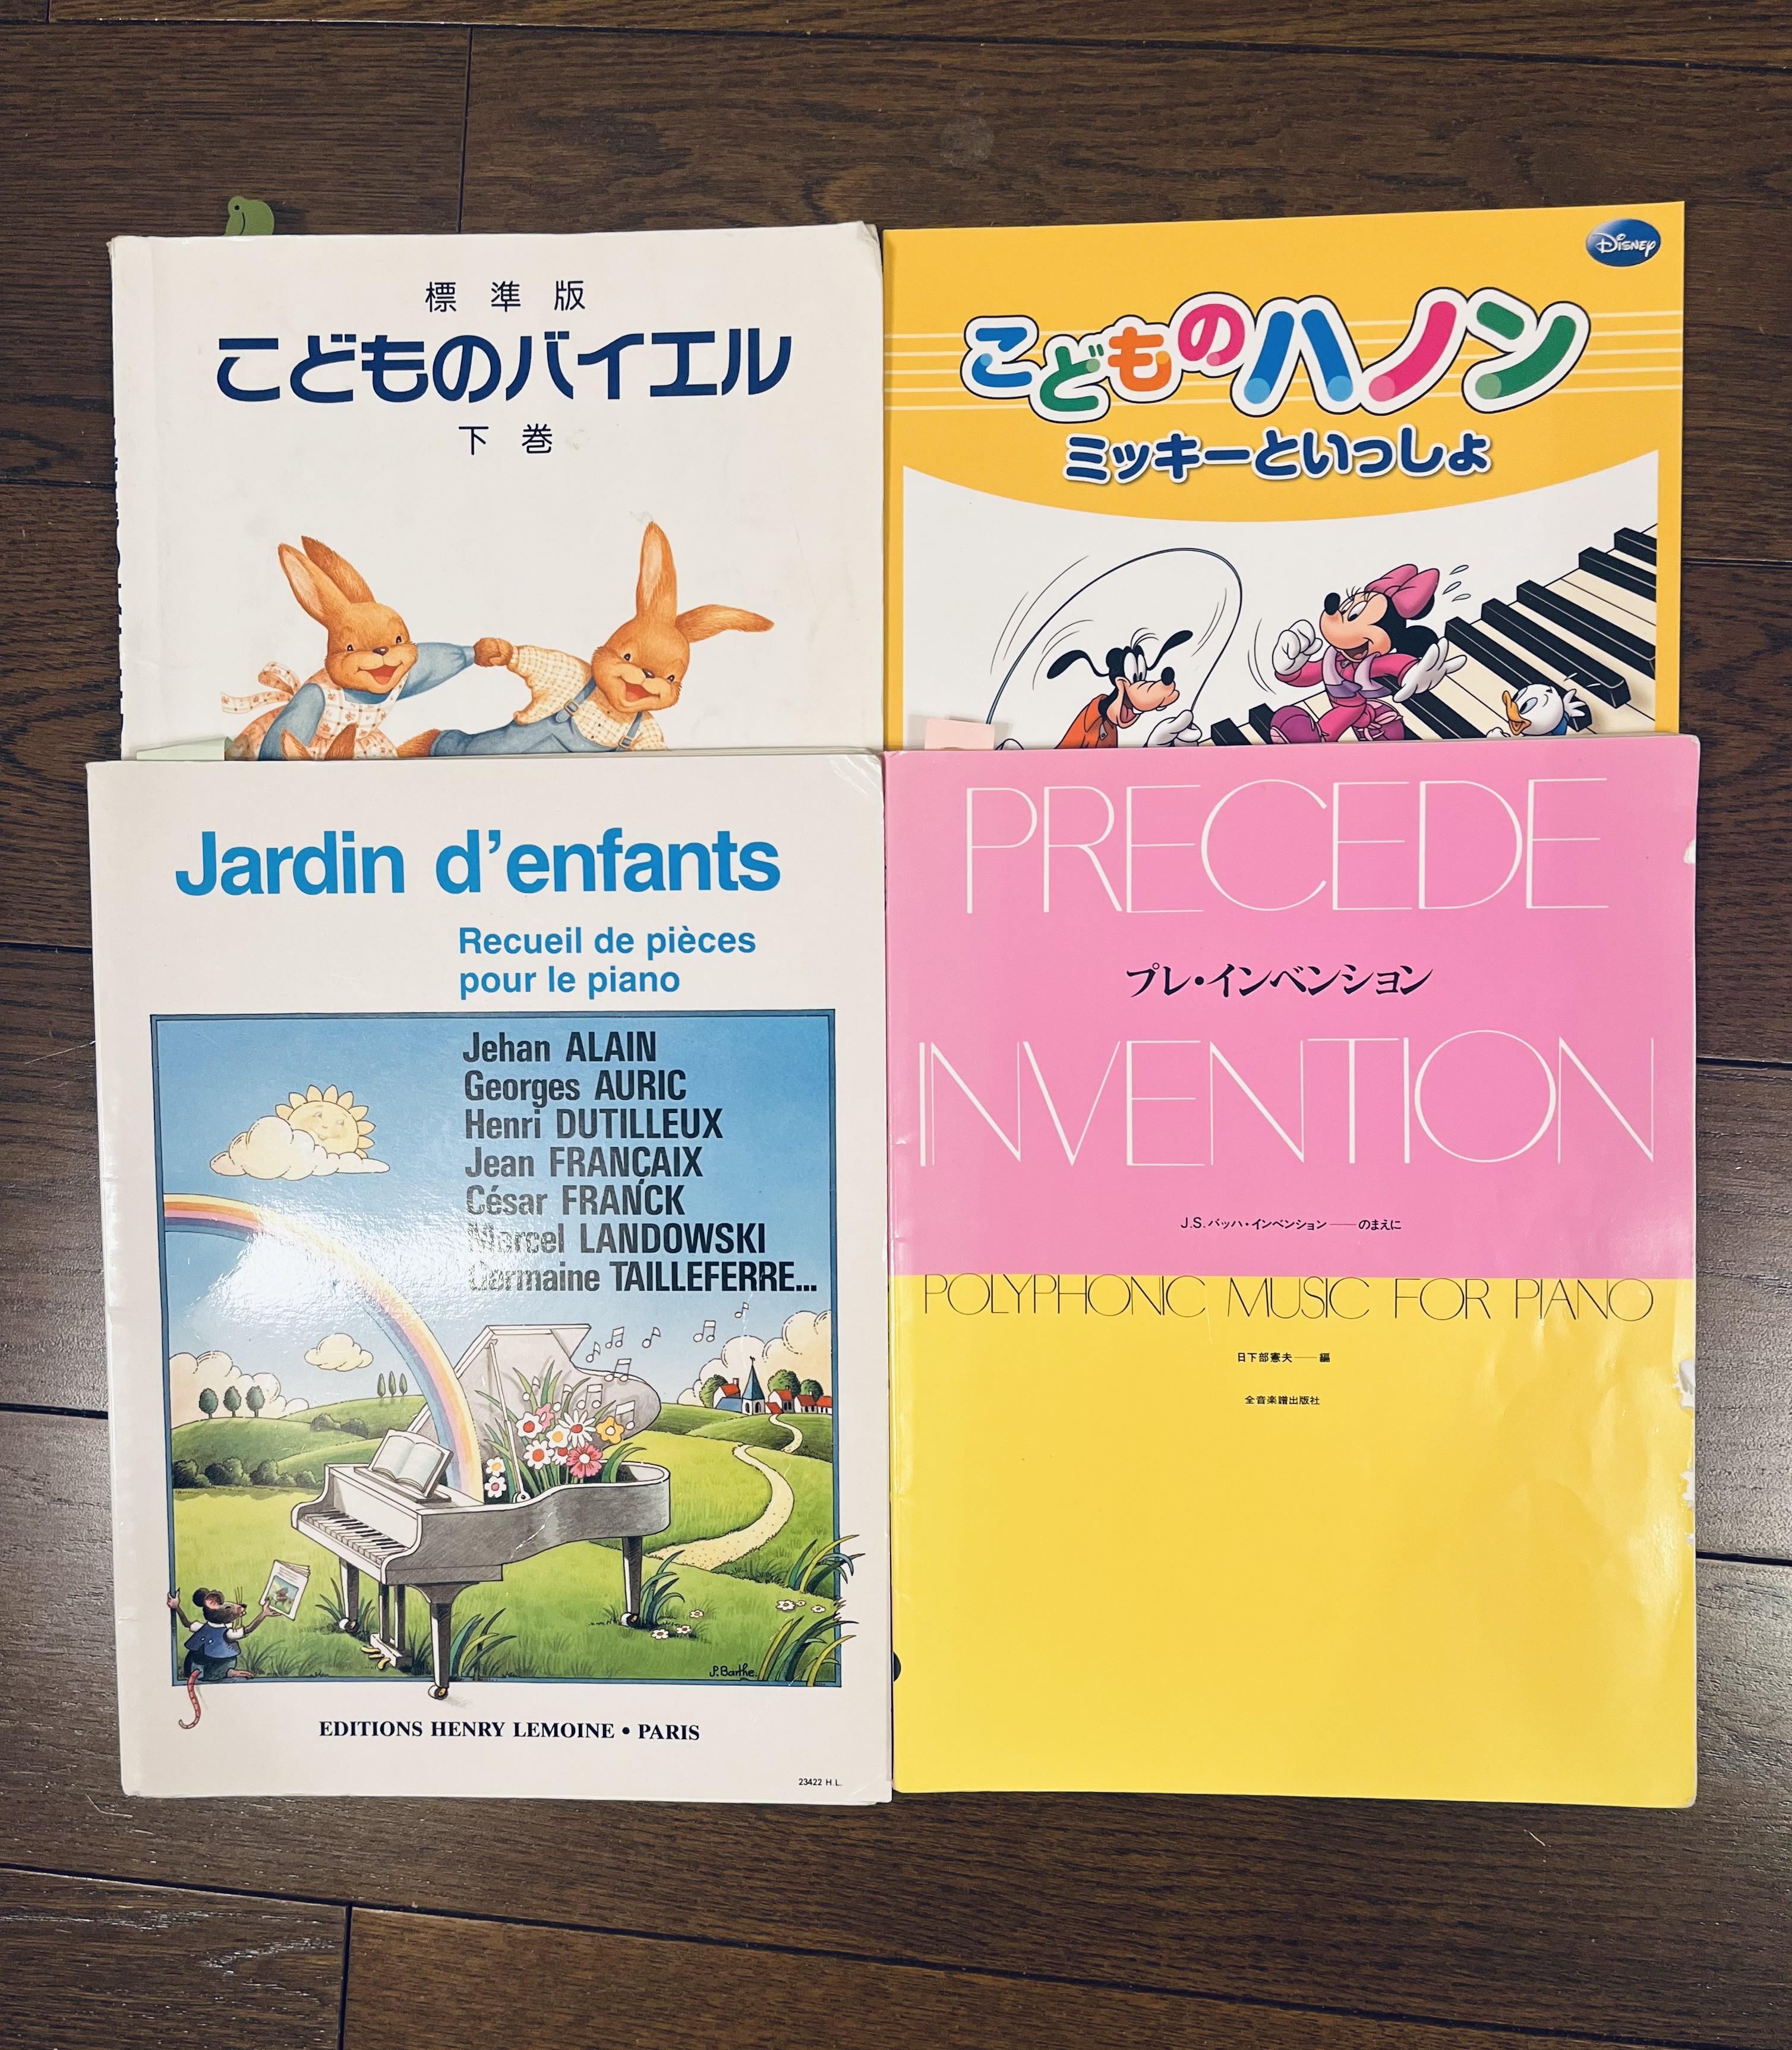 標準版
こどものバイエル
下巻
Disney
こどものハノン
ミッキーといっしょ
Jardin d'enfants
Recueil de pièces
pour le piano
Jehan ALAIN
Georges AURIC
Henri DUTILLEUX
Jean FRANÇAIX
César FRANCK
Marcel LANDOWSKI
Germaine TAILLEFERRE...
P. Barthe
EDITIONS HENRY LEMOINE • PARIS
23422 H.L.
PRECEDE
プレ・インベンション
INVENTION
J.S.バッハ・インベンション——のまえに
POLYPHONIC MUSIC FOR PIANO
日下部憲夫——編
全音楽譜出版社